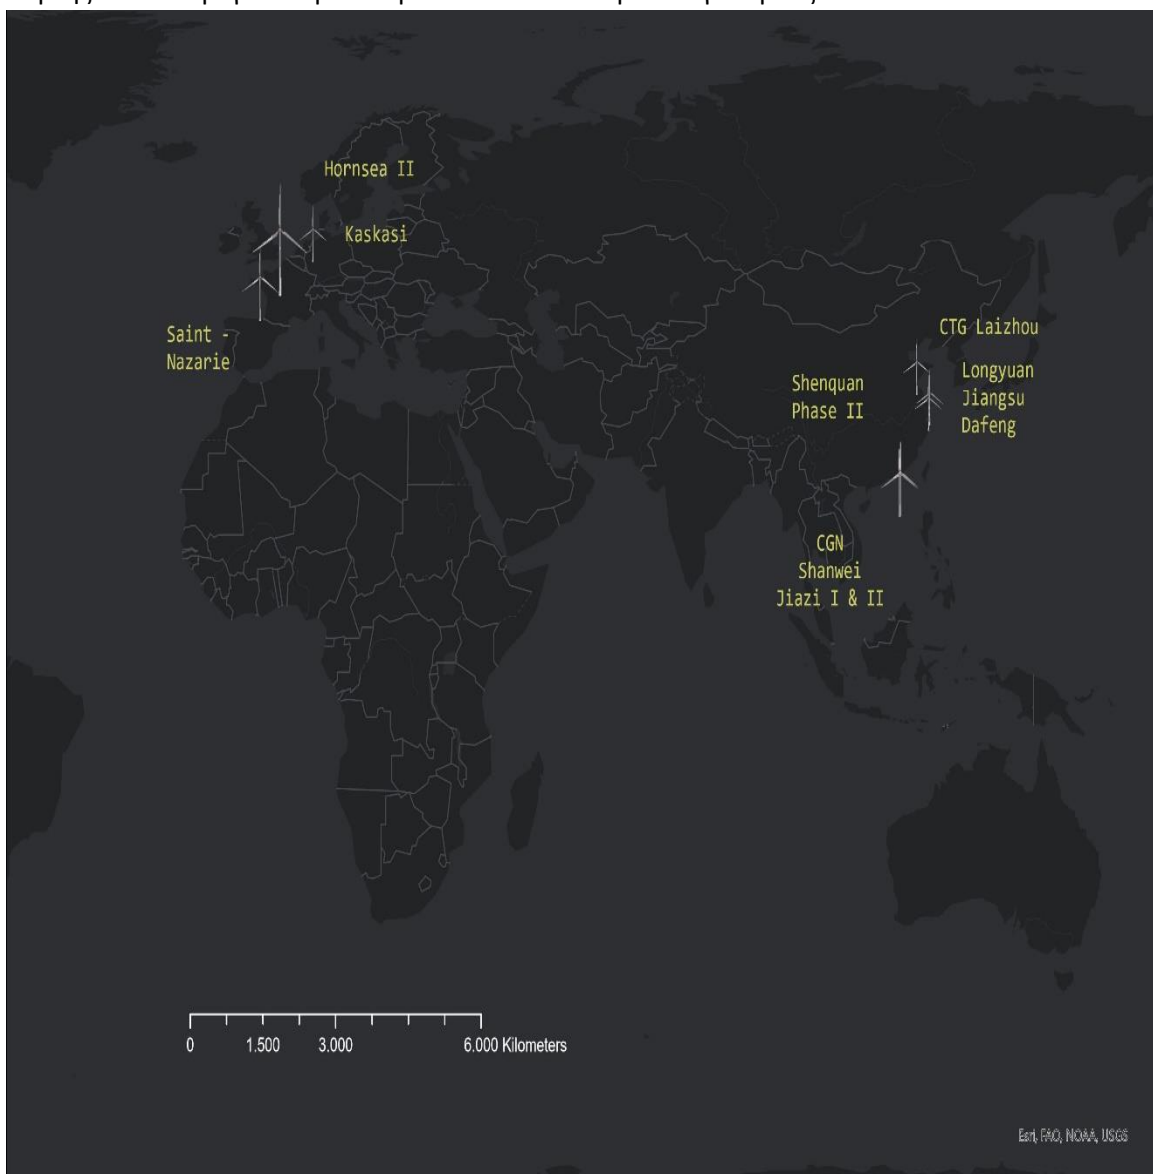 Hornsea II
Kaskasi
Saint -
Nazarie
CTG Laizhou
Longyuan
Jiangsu
Dafeng
Shenquan
Phase II
CGN
Shanwei
Jiazi I & II
0 1.500 3.000 6.000 Kilometers
Esri, FAO, NOAA, USGS